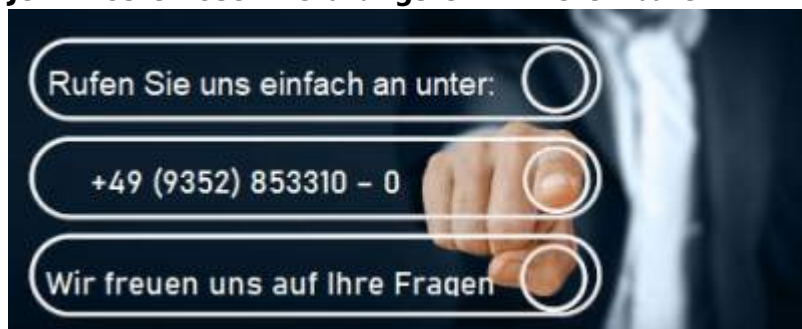 Rufen Sie uns einfach an unter:
+49 (9352) 853310 – 0
Wir freuen uns auf Ihre Fragen